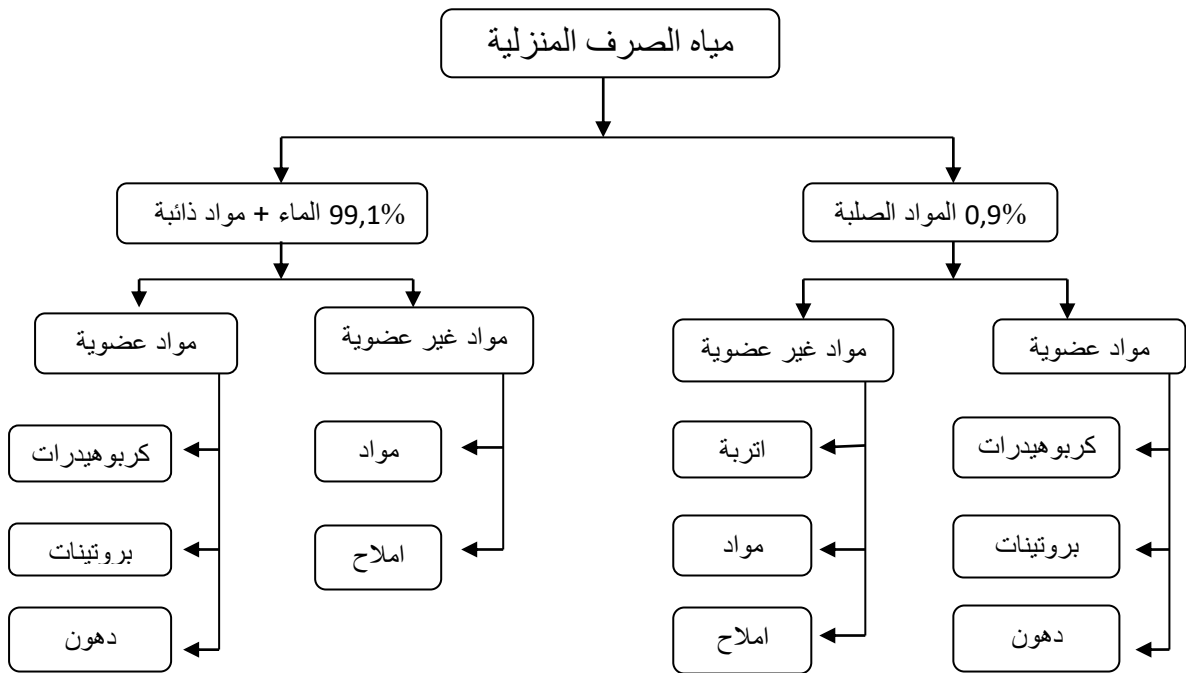 مياه الصرف المنزلية
0,9% المواد الصلبة
99,1% الماء + مواد ذائبة
مواد عضوية
مواد غير عضوية
مواد غير عضوية
مواد عضوية
كربوهيدرات
اتربة
مواد
كربوهيدرات
بروتينات
مواد
املاح
بروتينات
دهون
املاح
دهون